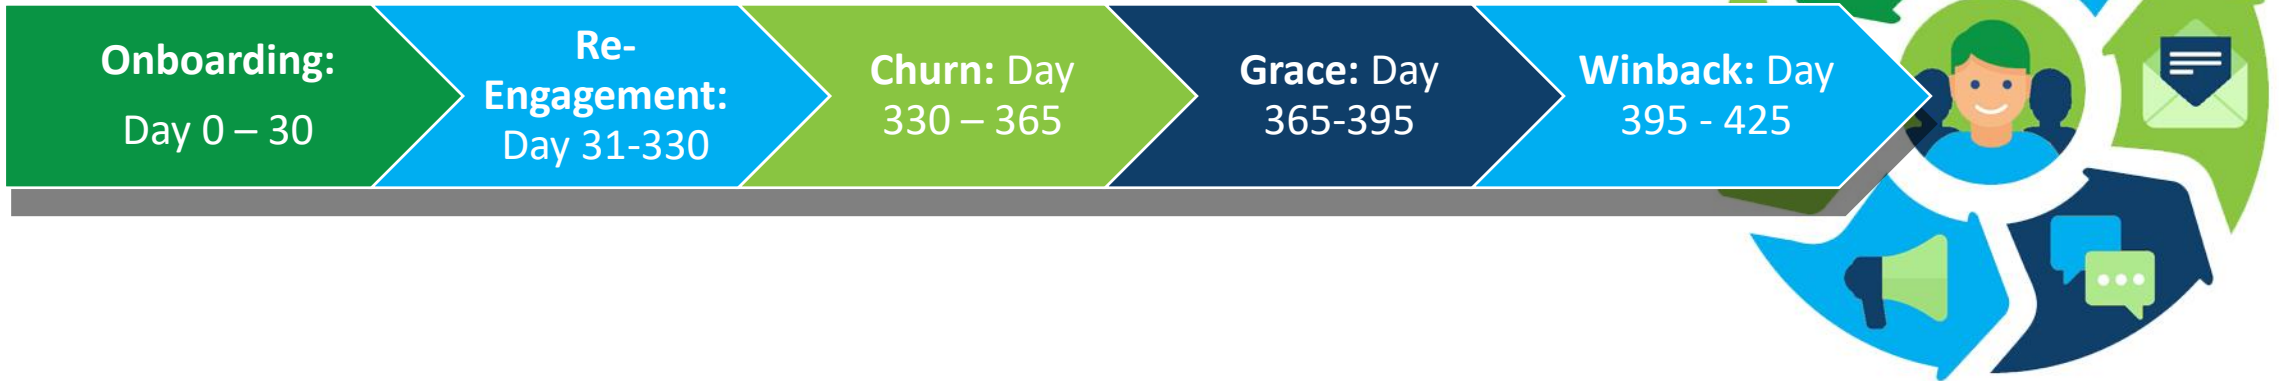 Onboarding:
Day 0 – 30
Re-
Engagement:
Day 31-330
Churn: Day
330 – 365
Grace: Day
365-395
Winback: Day
395 - 425